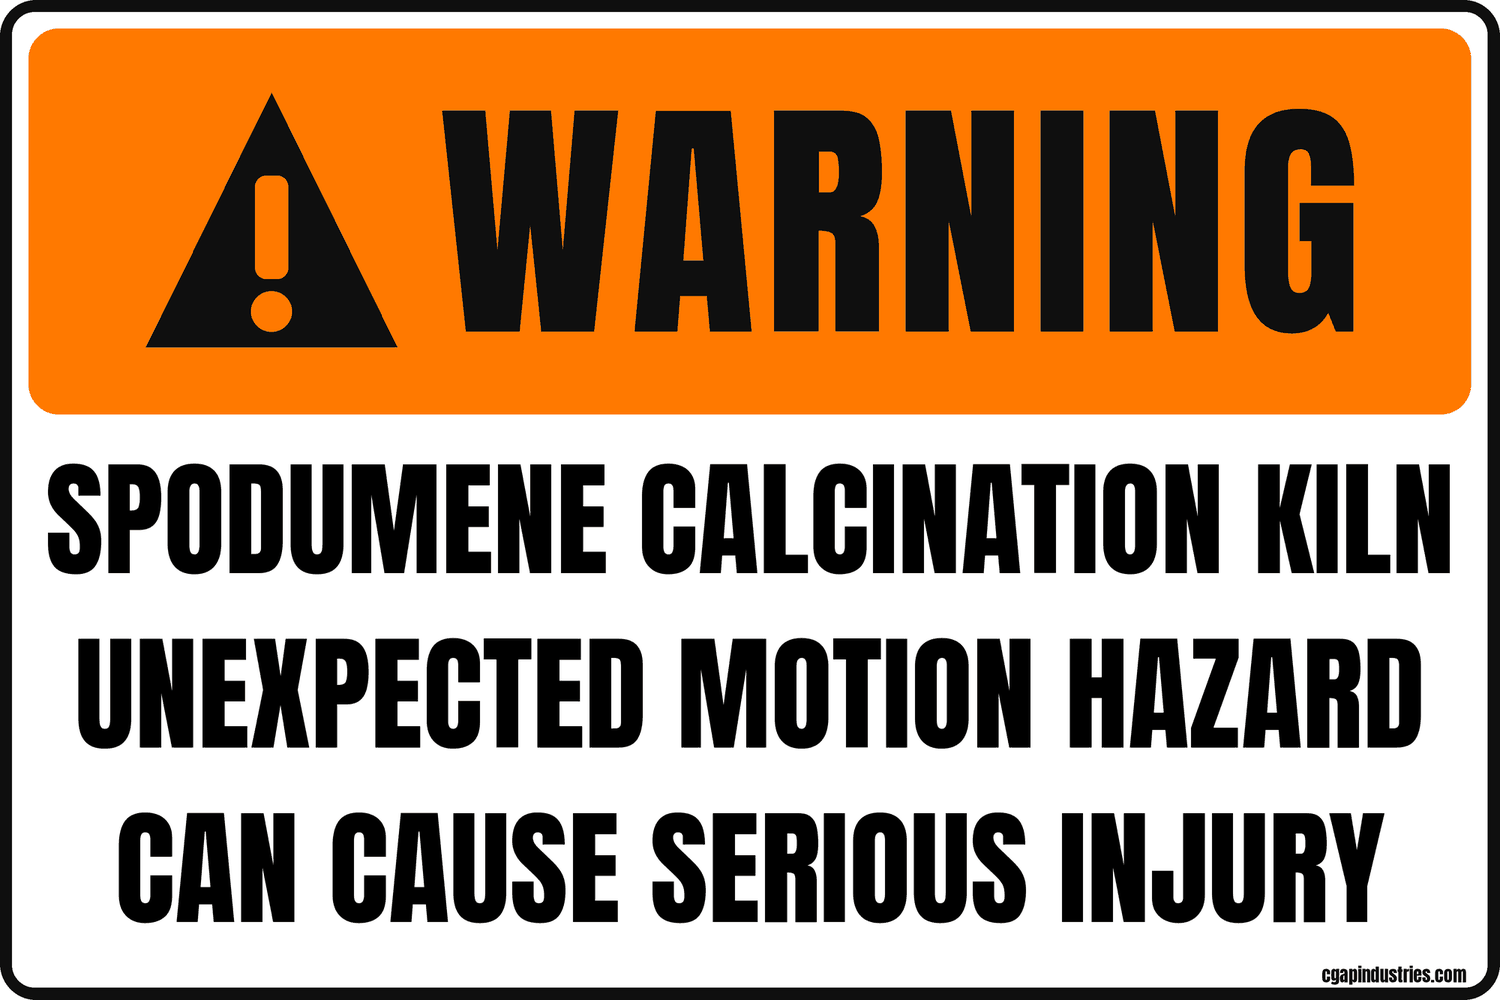 WARNING
SPODUMENE CALCINATION KILN
UNEXPECTED MOTION HAZARD
CAN CAUSE SERIOUS INJURY
cgapindustries.com